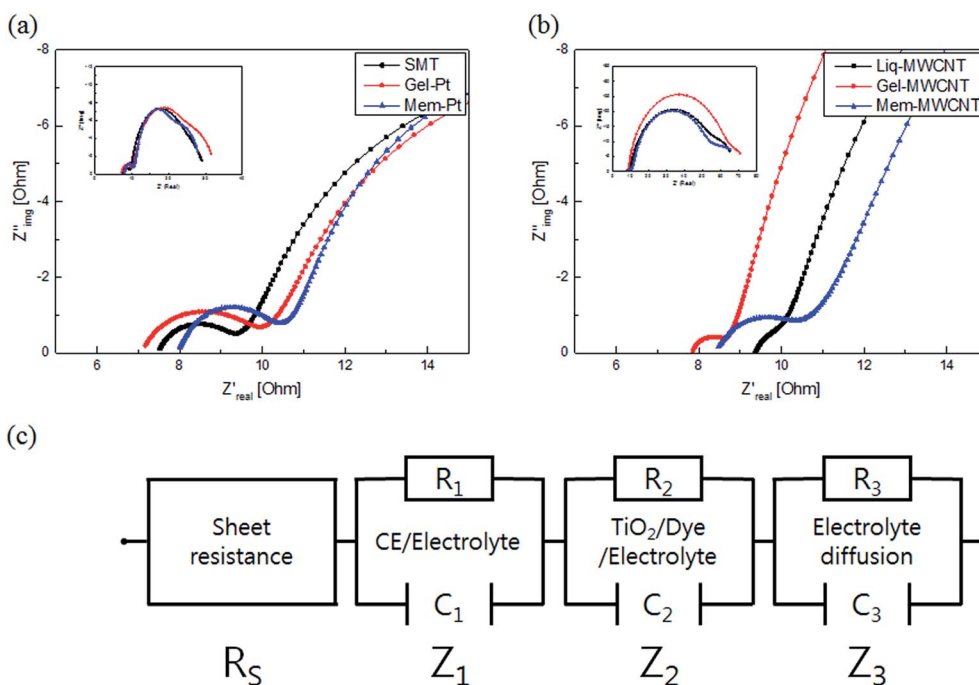 (a)
-8
-6
-4
-2
0
Z''img [Ohm]
6 8 10 12 14
Z'real [Ohm]
SMT
Gel-Pt
Mem-Pt
Z' (Real)
(b)
-8
-6
-4
-2
0
Z''img [Ohm]
6 8 10 12 14
Z'real [Ohm]
Liq-MWCNT
Gel-MWCNT
Mem-MWCNT
Z' (Real)
(c)
Sheet
resistance
RS
R1
CE/Electrolyte
C1
Z1
R2
TiO2/Dye
/Electrolyte
C2
Z2
R3
Electrolyte
diffusion
C3
Z3